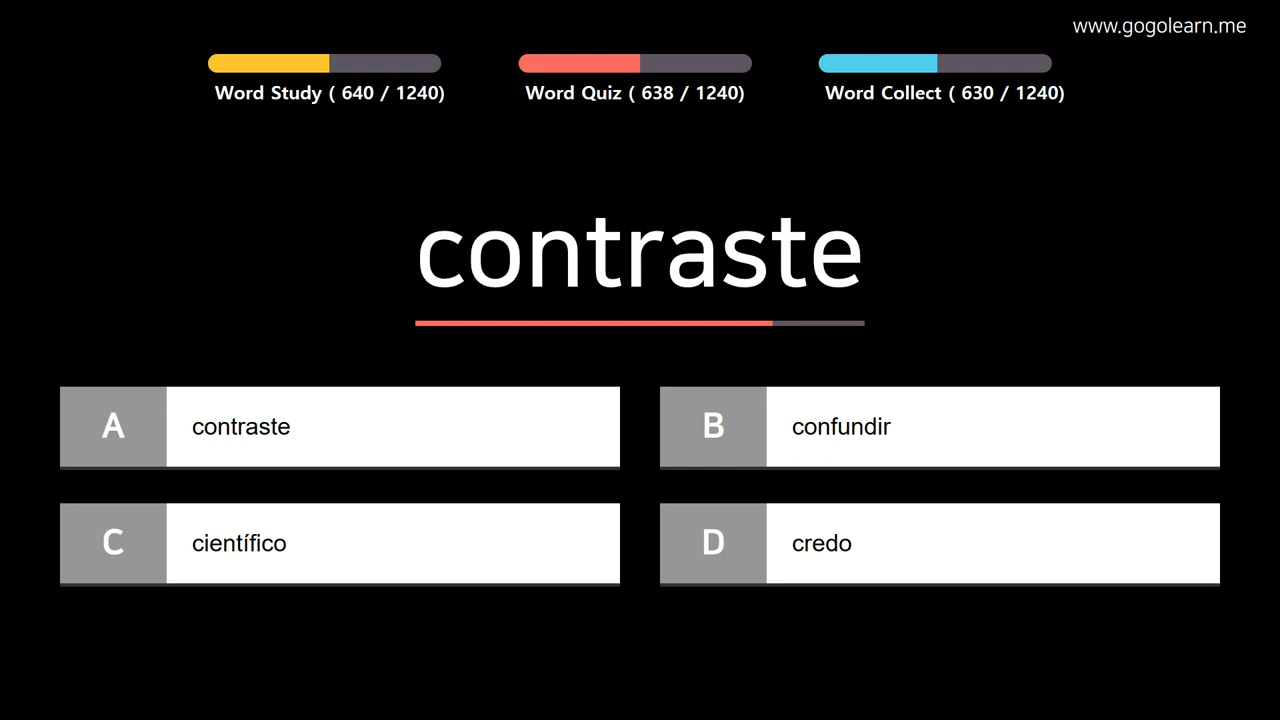 www.gogolearn.me
Word Study ( 640 / 1240)
Word Quiz ( 638 / 1240)
Word Collect ( 630 / 1240)
contraste
A contraste
B confundir
C científico
D credo